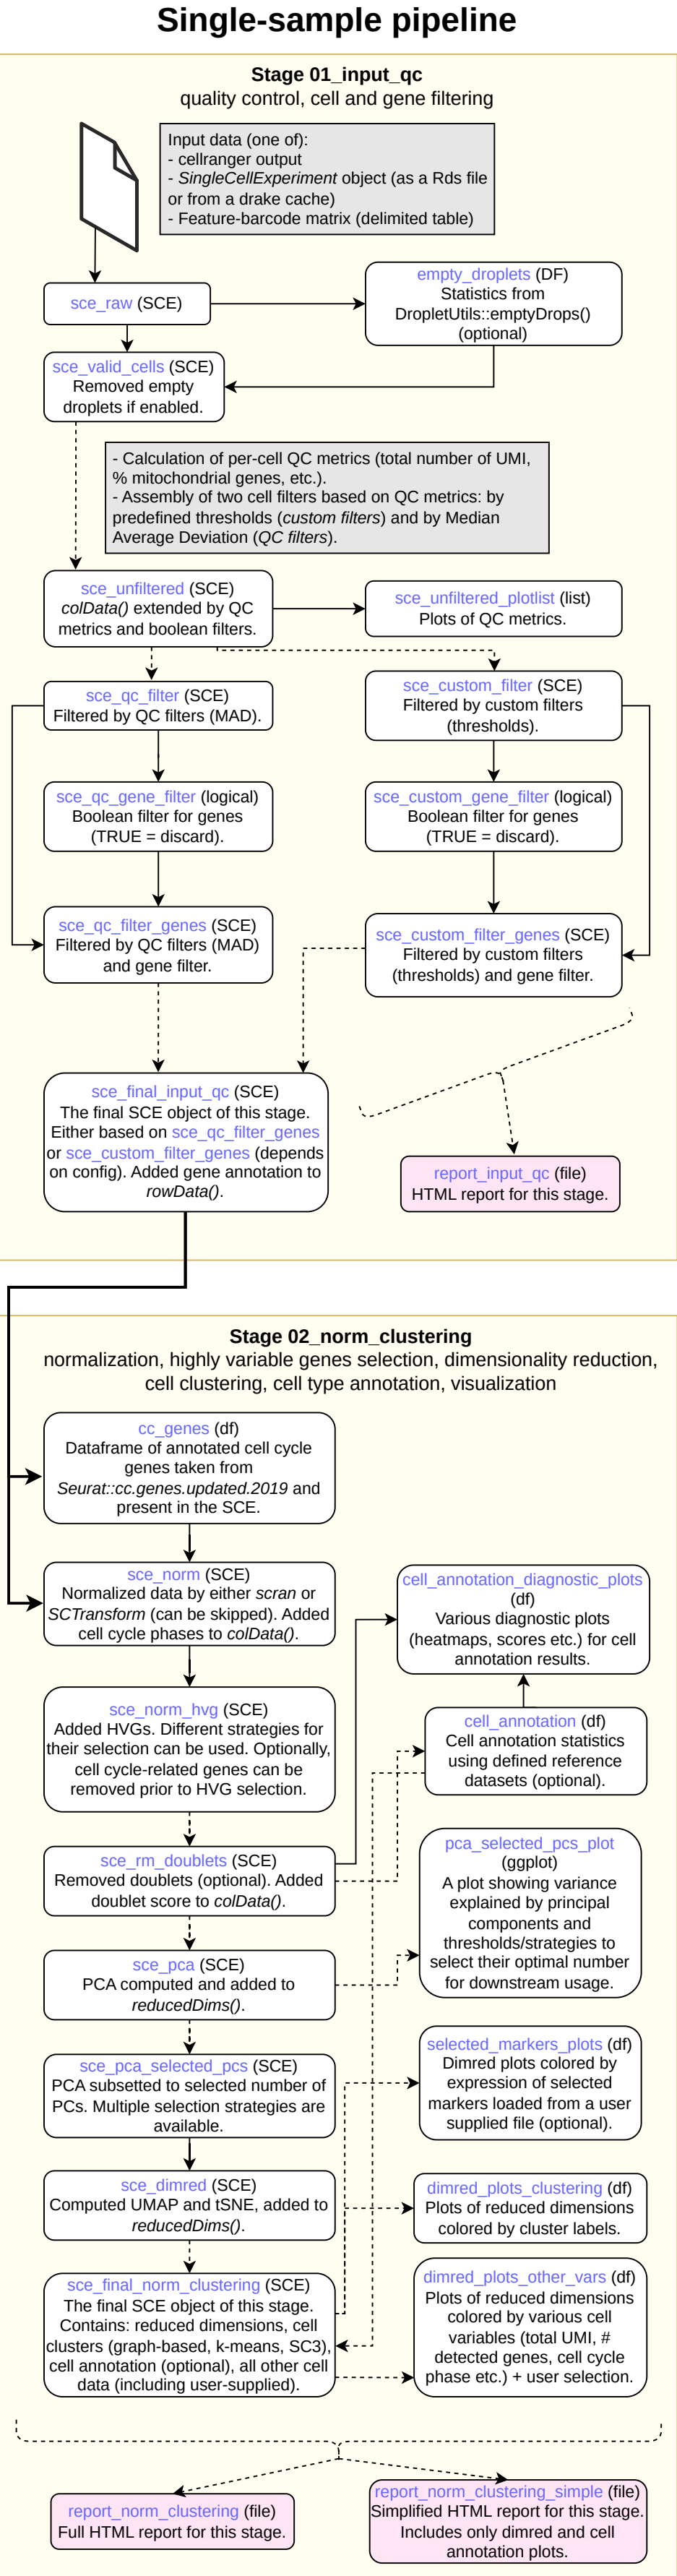 Single-sample pipeline
Stage 01_input_qc
quality control, cell and gene filtering
Input data (one of):
- cellranger output
- SingleCellExperiment object (as a Rds file
or from a drake cache)
- Feature-barcode matrix (delimited table)
sce_raw (SCE)
empty_droplets (DF)
Statistics from
DropletUtils::emptyDrops()
(optional)
sce_valid_cells (SCE)
Removed empty
droplets if enabled.
- Calculation of per-cell QC metrics (total number of UMI,
% mitochondrial genes, etc.).
- Assembly of two cell filters based on QC metrics: by
predefined thresholds (custom filters) and by Median
Average Deviation (QC filters).
sce_unfiltered (SCE)
colData() extended by QC
metrics and boolean filters.
sce_unfiltered_plotlist (list)
Plots of QC metrics.
sce_qc_filter (SCE)
Filtered by QC filters (MAD).
sce_custom_filter (SCE)
Filtered by custom filters
(thresholds).
sce_qc_gene_filter (logical)
Boolean filter for genes
(TRUE = discard).
sce_custom_gene_filter (logical)
Boolean filter for genes
(TRUE = discard).
sce_qc_filter_genes (SCE)
Filtered by QC filters (MAD)
and gene filter.
sce_custom_filter_genes (SCE)
Filtered by custom filters
(thresholds) and gene filter.
sce_final_input_qc (SCE)
The final SCE object of this stage.
Either based on sce_qc_filter_genes
or sce_custom_filter_genes (depends
on config). Added gene annotation to
rowData().
report_input_qc (file)
HTML report for this stage.
Stage 02_norm_clustering
normalization, highly variable genes selection, dimensionality reduction,
cell clustering, cell type annotation, visualization
cc_genes (df)
Dataframe of annotated cell cycle
genes taken from
Seurat::cc.genes.updated.2019 and
present in the SCE.
sce_norm (SCE)
Normalized data by either scran or
SCTransform (can be skipped). Added
cell cycle phases to colData().
cell_annotation_diagnostic_plots
(df)
Various diagnostic plots
(heatmaps, scores etc.) for cell
annotation results.
sce_norm_hvg (SCE)
Added HVGs. Different strategies for
their selection can be used. Optionally,
cell cycle-related genes can be
removed prior to HVG selection.
cell_annotation (df)
Cell annotation statistics
using defined reference
datasets (optional).
sce_rm_doublets (SCE)
Removed doublets (optional). Added
doublet score to colData().
pca_selected_pcs_plot
(ggplot)
A plot showing variance
explained by principal
components and
thresholds/strategies to
select their optimal number
for downstream usage.
sce_pca (SCE)
PCA computed and added to
reducedDims().
sce_pca_selected_pcs (SCE)
PCA subsetted to selected number of
PCs. Multiple selection strategies are
available.
selected_markers_plots (df)
Dimred plots colored by
expression of selected
markers loaded from a user
supplied file (optional).
sce_dimred (SCE)
Computed UMAP and tSNE, added to
reducedDims().
dimred_plots_clustering (df)
Plots of reduced dimensions
colored by cluster labels.
sce_final_norm_clustering (SCE)
The final SCE object of this stage.
Contains: reduced dimensions, cell
clusters (graph-based, k-means, SC3),
cell annotation (optional), all other cell
data (including user-supplied).
dimred_plots_other_vars (df)
Plots of reduced dimensions
colored by various cell
variables (total UMI, #
detected genes, cell cycle
phase etc.) + user selection.
report_norm_clustering (file)
Full HTML report for this stage.
report_norm_clustering_simple (file)
Simplified HTML report for this stage.
Includes only dimred and cell
annotation plots.